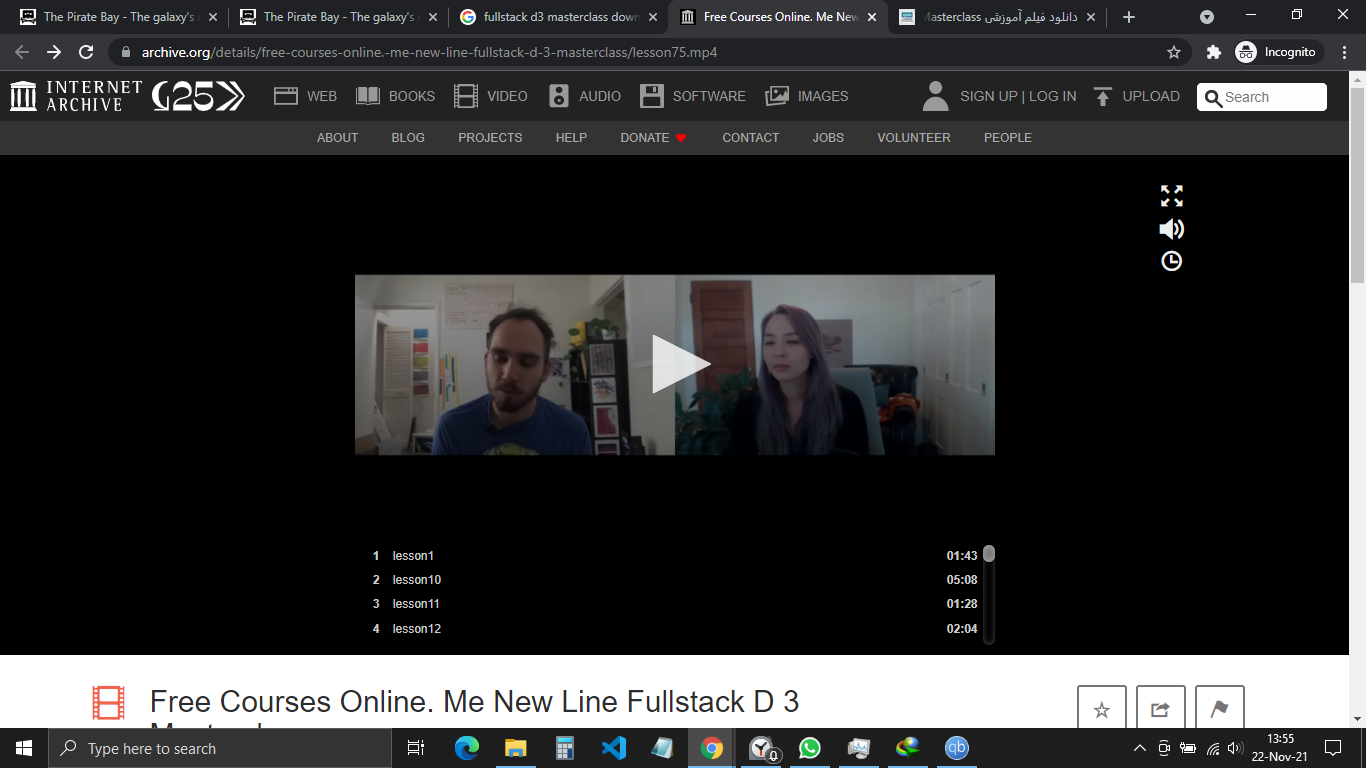 The Pirate Bay - The galaxy's
The Pirate Bay - The galaxy's
fullstack d3 masterclass down
Free Courses Online. Me New
دانلود فیلم آموزشی Masterclass
archive.org/details/free-courses-online.-me-new-line-fullstack-d-3-masterclass/lesson75.mp4
Incognito
INTERNET ARCHIVE
25
WEB BOOKS VIDEO AUDIO SOFTWARE IMAGES SIGN UP | LOG IN UPLOAD Search
ABOUT BLOG PROJECTS HELP DONATE CONTACT JOBS VOLUNTEER PEOPLE
1 lesson1 01:43
2 lesson10 05:08
3 lesson11 01:28
4 lesson12 02:04
Free Courses Online. Me New Line Fullstack D 3
Type here to search
0
qb
13:55
22-Nov-21